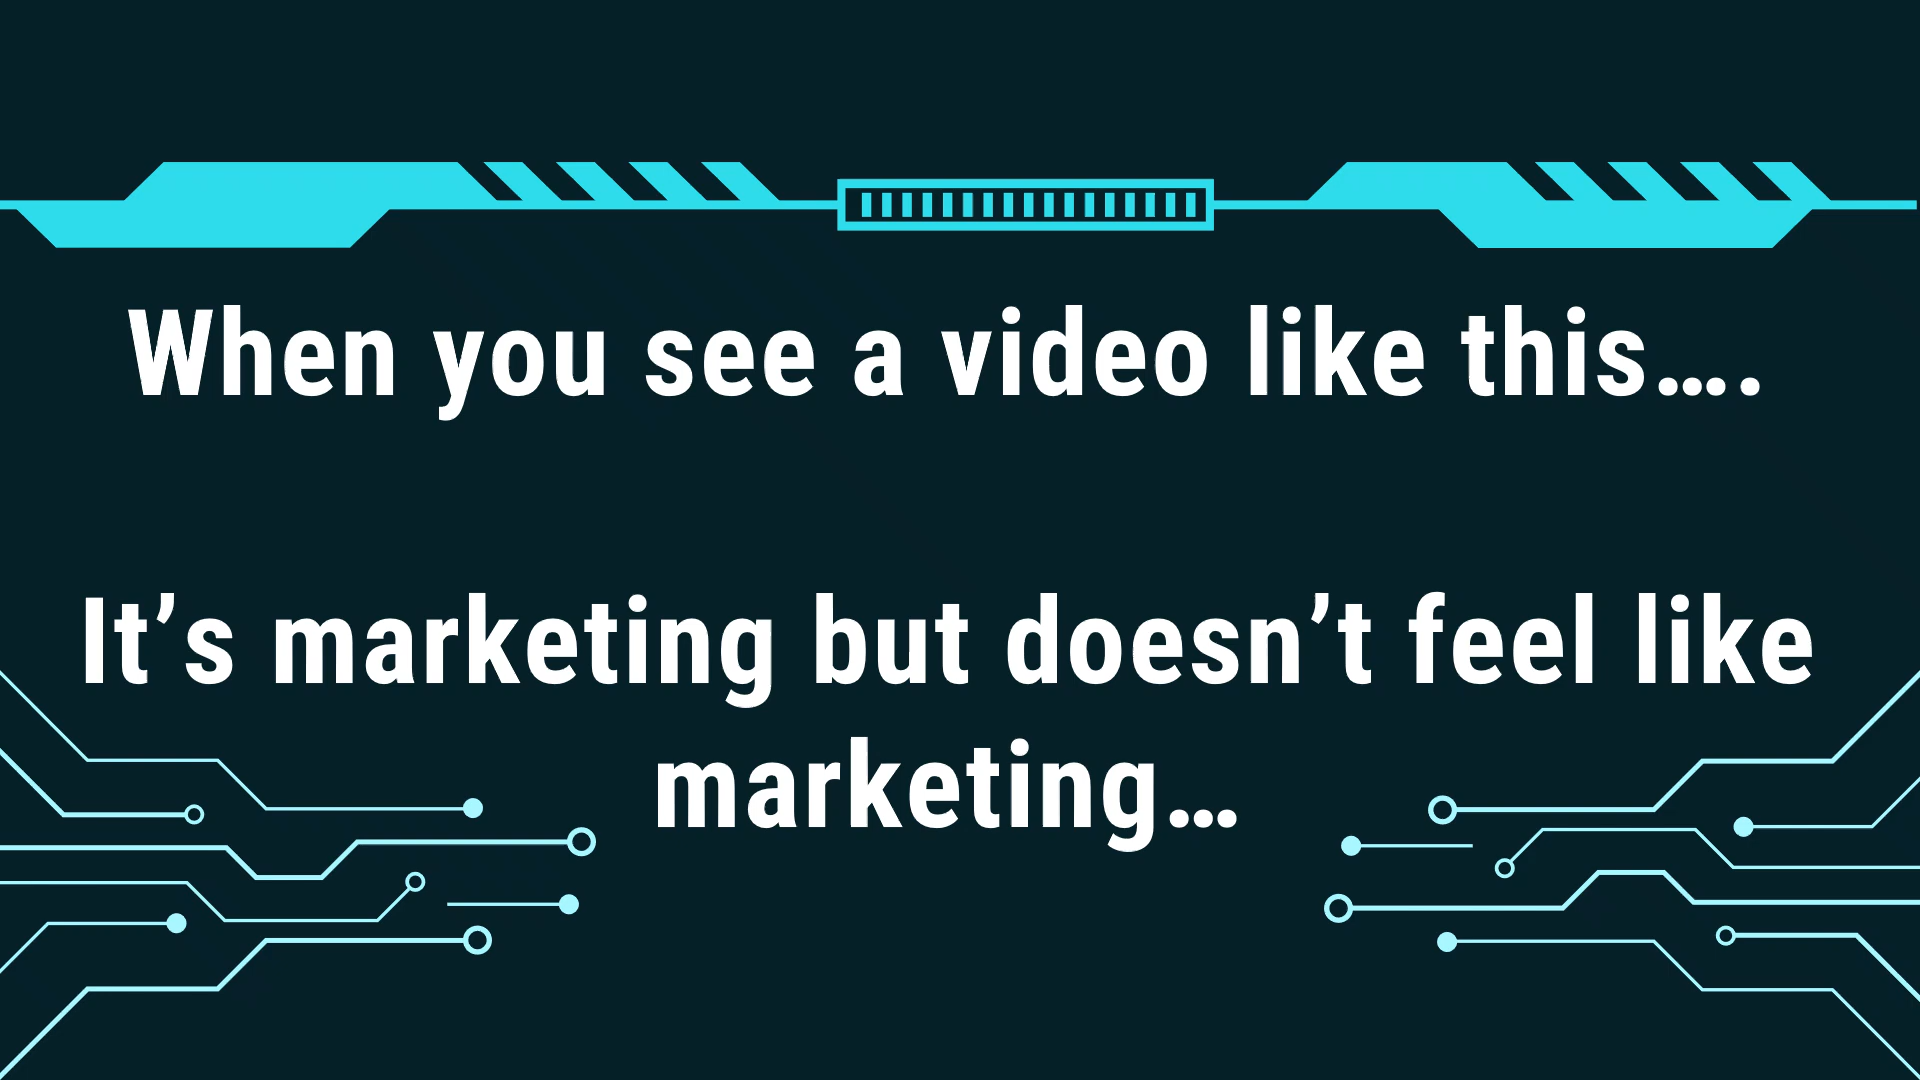 When you see a video like this….
It’s marketing but doesn’t feel like
marketing…